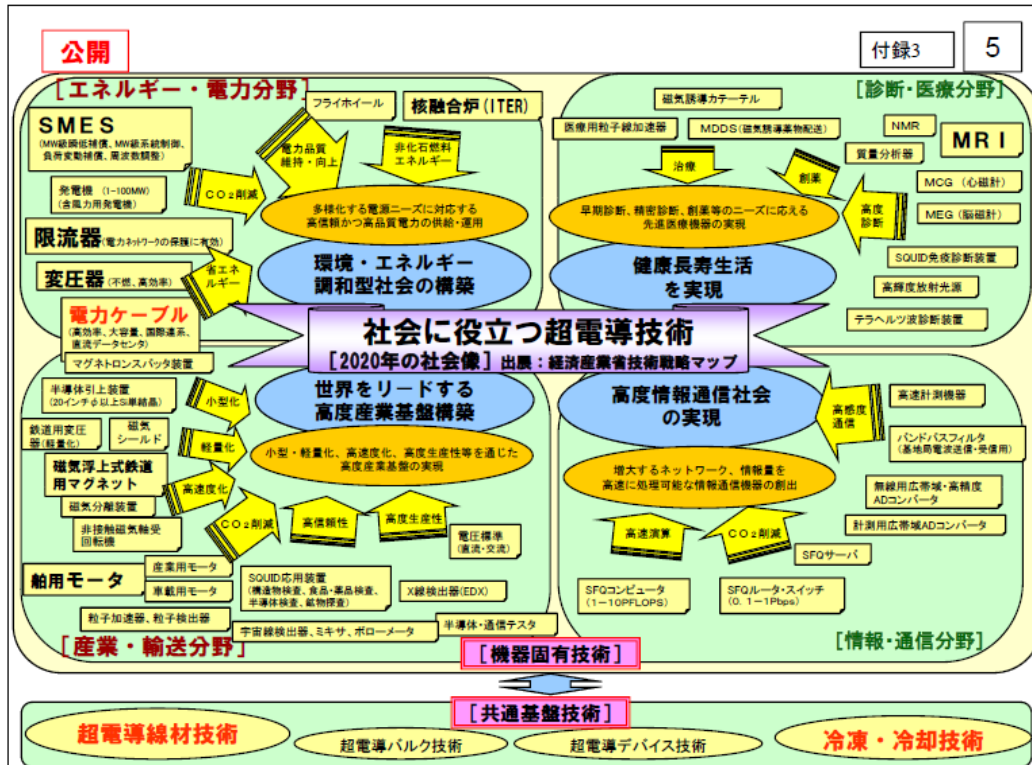 公開
付録3
5
[エネルギー・電力分野]
SMES
(MW級瞬低補償、MW級系統制御、
負荷変動補償、周波数調整)
フライホイール
核融合炉(ITER)
電力品質
維持・向上
非化石燃料
エネルギー
発電機 (1-100MW)
(含風力用発電機)
CO2削減
多様化する電源ニーズに対応する
高信頼かつ高品質電力の供給・運用
限流器(電力ネットワークの保護に有効)
変圧器(不燃、高効率)
省エネ
ルギー
環境・エネルギー
調和型社会の構築
電力ケーブル
(高効率、大容量、国際連系、
直流データセンタ)
[診断・医療分野]
磁気誘導カテーテル
医療用粒子線加速器
MDDS(磁気誘導薬物配送)
NMR
MRI
質量分析器
治療
創薬
MCG (心磁計)
高度
診断
MEG (脳磁計)
早期診断、精密診断、創薬等のニーズに応える
先進医療機器の実現
SQUID免疫診断装置
健康長寿生活
を実現
高輝度放射光源
テラヘルツ波診断装置
社会に役立つ超電導技術
[2020年の社会像] 出展:経済産業省技術戦略マップ
マグネトロンスパッタ装置
半導体引上装置
(20インチφ以上Si単結晶)
小型化
世界をリードする
高度産業基盤構築
鉄道用変圧
器(軽量化)
磁気
シールド
軽量化
小型・軽量化、高速度化、高度生産性等を通じた
高度産業基盤の実現
磁気浮上式鉄道
用マグネット
高速度化
磁気分離装置
CO2削減
高信頼性
高度生産性
非接触磁気軸受
回転機
電圧標準
(直流・交流)
舶用モータ
産業用モータ
車載用モータ
SQUID応用装置
(構造物検査、食品・薬品検査、
半導体検査、鉱物探査)
X線検出器(EDX)
粒子加速器、粒子検出器
宇宙線検出器、ミキサ、ボローメータ
半導体・通信テスタ
[産業・輸送分野]
高度情報通信社会
の実現
高感度
通信
高速計測機器
バンドパスフィルタ
(基地局電波送信・受信用)
増大するネットワーク、情報量を
高速に処理可能な情報通信機器の創出
無線用広帯域・高精度
ADコンバータ
計測用広帯域ADコンバータ
高速演算
CO2削減
SFQサーバ
SFQコンピュータ
(1-10PFLOPS)
SFQルータ・スイッチ
(0.1-1Pbps)
[情報・通信分野]
[機器固有技術]
[共通基盤技術]
超電導線材技術
超電導バルク技術
超電導デバイス技術
冷凍・冷却技術